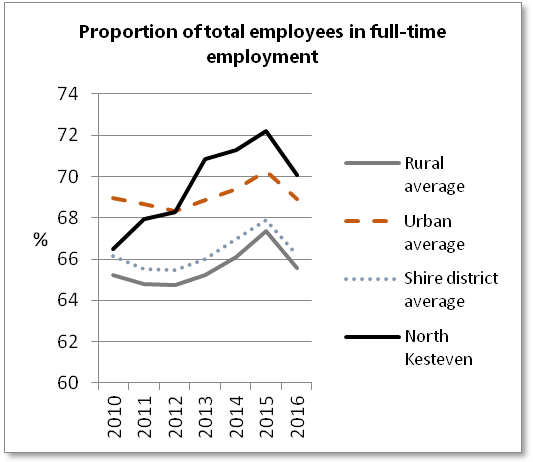 Proportion of total employees in full-time
employment
74
72
70
68
66
64
62
60
%
2010
2011
2012
2013
2014
2015
2016
Rural
average
Urban
average
Shire district
average
North
Kesteven